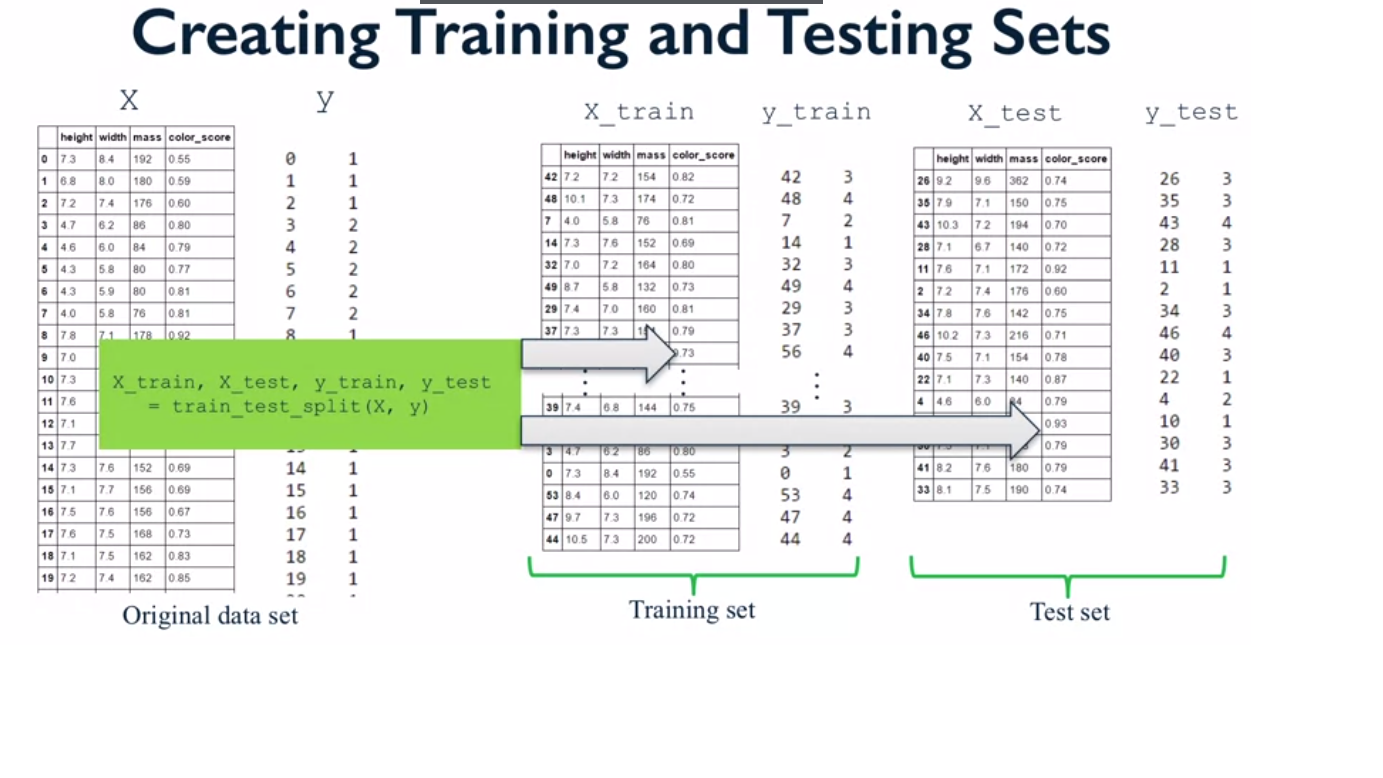 Creating Training and Testing Sets
X
y
height width mass color_score
0 7.3 8.4 192 0.55
1 6.8 8.0 180 0.59
2 7.2 7.4 176 0.60
3 4.7 6.2 86 0.80
4 4.6 6.0 84 0.79
5 4.3 5.8 80 0.77
6 4.3 5.9 80 0.81
7 4.0 5.8 76 0.81
8 7.8 7.1 178 0.92
9 7.0
10 7.3
11 7.6
12 7.1
13 7.7
14 7.3 7.6 152 0.69
15 7.1 7.7 156 0.69
16 7.5 7.6 156 0.67
17 7.6 7.5 168 0.73
18 7.1 7.5 162 0.83
19 7.2 7.4 162 0.85
0 1
1 1
2 1
3 2
4 2
5 2
6 2
7 2
8 1
14 1
15 1
16 1
17 1
18 1
19 1
Original data set
X_train, X_test, y_train, y_test
= train_test_split(X, y)
X_train
y_train
height width mass color_score
42 7.2 7.2 154 0.82
48 10.1 7.3 174 0.72
7 4.0 5.8 76 0.81
14 7.3 7.6 152 0.69
32 7.0 7.2 164 0.80
49 8.7 5.8 132 0.73
29 7.4 7.0 160 0.81
37 7.3 7.3 0.79
.73
39 7.4 6.8 144 0.75
3 4.7 6.2 86 0.80
0 7.3 8.4 192 0.55
53 8.4 6.0 120 0.74
47 9.7 7.3 196 0.72
44 10.5 7.3 200 0.72
42 3
48 4
7 2
14 1
32 3
49 4
29 3
37 3
56 4
39 3
3 2
0 1
53 4
47 4
44 4
Training set
X_test
y_test
height width mass color_score
26 9.2 9.6 362 0.74
35 7.9 7.1 150 0.75
43 10.3 7.2 194 0.70
28 7.1 6.7 140 0.72
11 7.6 7.1 172 0.92
2 7.2 7.4 176 0.60
34 7.8 7.6 142 0.75
46 10.2 7.3 216 0.71
40 7.5 7.1 154 0.78
22 7.1 7.3 140 0.87
4 4.6 6.0 84 0.79
0.93
0.79
41 8.2 7.6 180 0.79
33 8.1 7.5 190 0.74
26 3
35 3
43 4
28 3
11 1
2 1
34 3
46 4
40 3
22 1
4 2
10 1
30 3
41 3
33 3
Test set